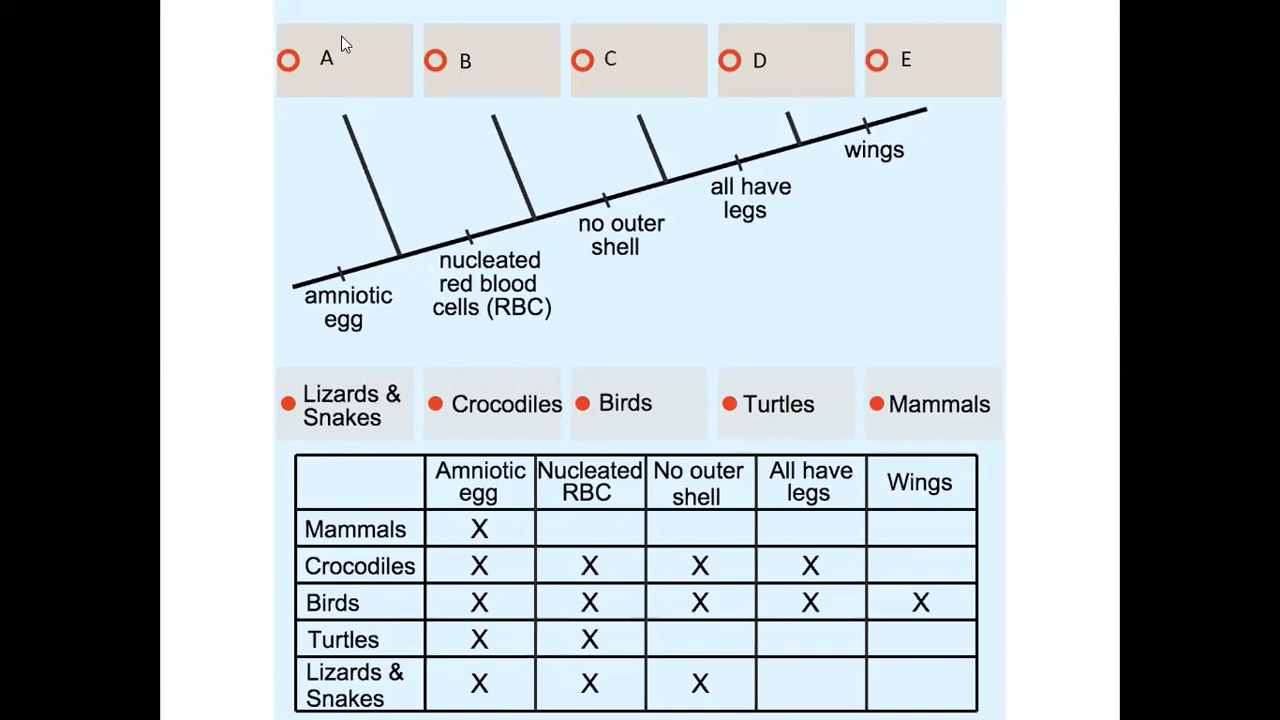 A
B
C
D
E
wings
all have
legs
no outer
shell
nucleated
red blood
cells (RBC)
amniotic
egg
Lizards &
Snakes
Crocodiles
Birds
Turtles
Mammals
Amniotic egg
Nucleated RBC
No outer shell
All have legs
Wings
Mammals X
Crocodiles X X X X
Birds X X X X X
Turtles X X
Lizards & Snakes X X X